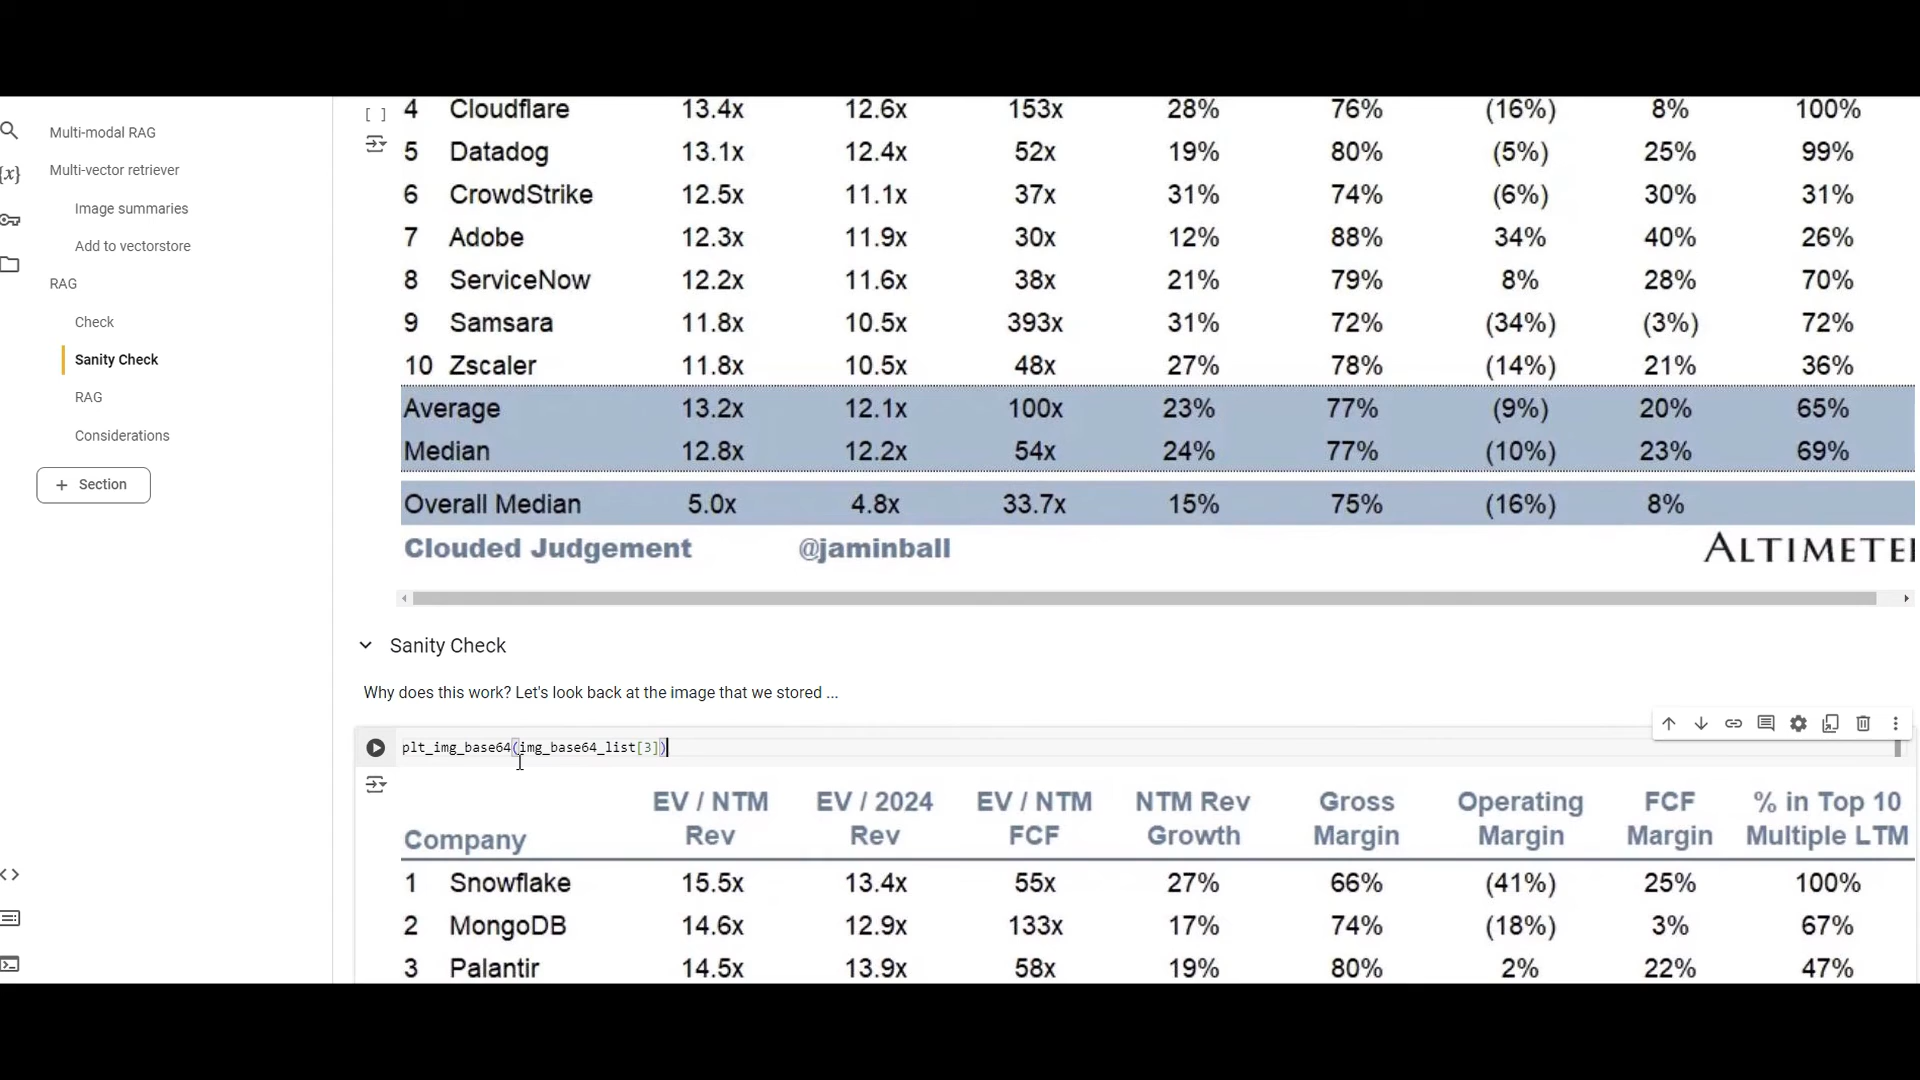 Multi-modal RAG
Multi-vector retriever
Image summaries
Add to vectorstore
RAG
Check
Sanity Check
RAG
Considerations
+ Section
{x}
[ ]
4 Cloudflare 13.4x 12.6x 153x 28% 76% (16%) 8% 100%
5 Datadog 13.1x 12.4x 52x 19% 80% (5%) 25% 99%
6 CrowdStrike 12.5x 11.1x 37x 31% 74% (6%) 30% 31%
7 Adobe 12.3x 11.9x 30x 12% 88% 34% 40% 26%
8 ServiceNow 12.2x 11.6x 38x 21% 79% 8% 28% 70%
9 Samsara 11.8x 10.5x 393x 31% 72% (34%) (3%) 72%
10 Zscaler 11.8x 10.5x 48x 27% 78% (14%) 21% 36%
Average 13.2x 12.1x 100x 23% 77% (9%) 20% 65%
Median 12.8x 12.2x 54x 24% 77% (10%) 23% 69%
Overall Median 5.0x 4.8x 33.7x 15% 75% (16%) 8%
Clouded Judgement @jaminball ALTIMETE
Sanity Check
Why does this work? Let's look back at the image that we stored ...
plt_img_base64(img_base64_list[3])
Company EV / NTM Rev EV / 2024 Rev EV / NTM FCF NTM Rev Growth Gross Margin Operating Margin FCF Margin % in Top 10 Multiple LTM
1 Snowflake 15.5x 13.4x 55x 27% 66% (41%) 25% 100%
2 MongoDB 14.6x 12.9x 133x 17% 74% (18%) 3% 67%
3 Palantir 14.5x 13.9x 58x 19% 80% 2% 22% 47%